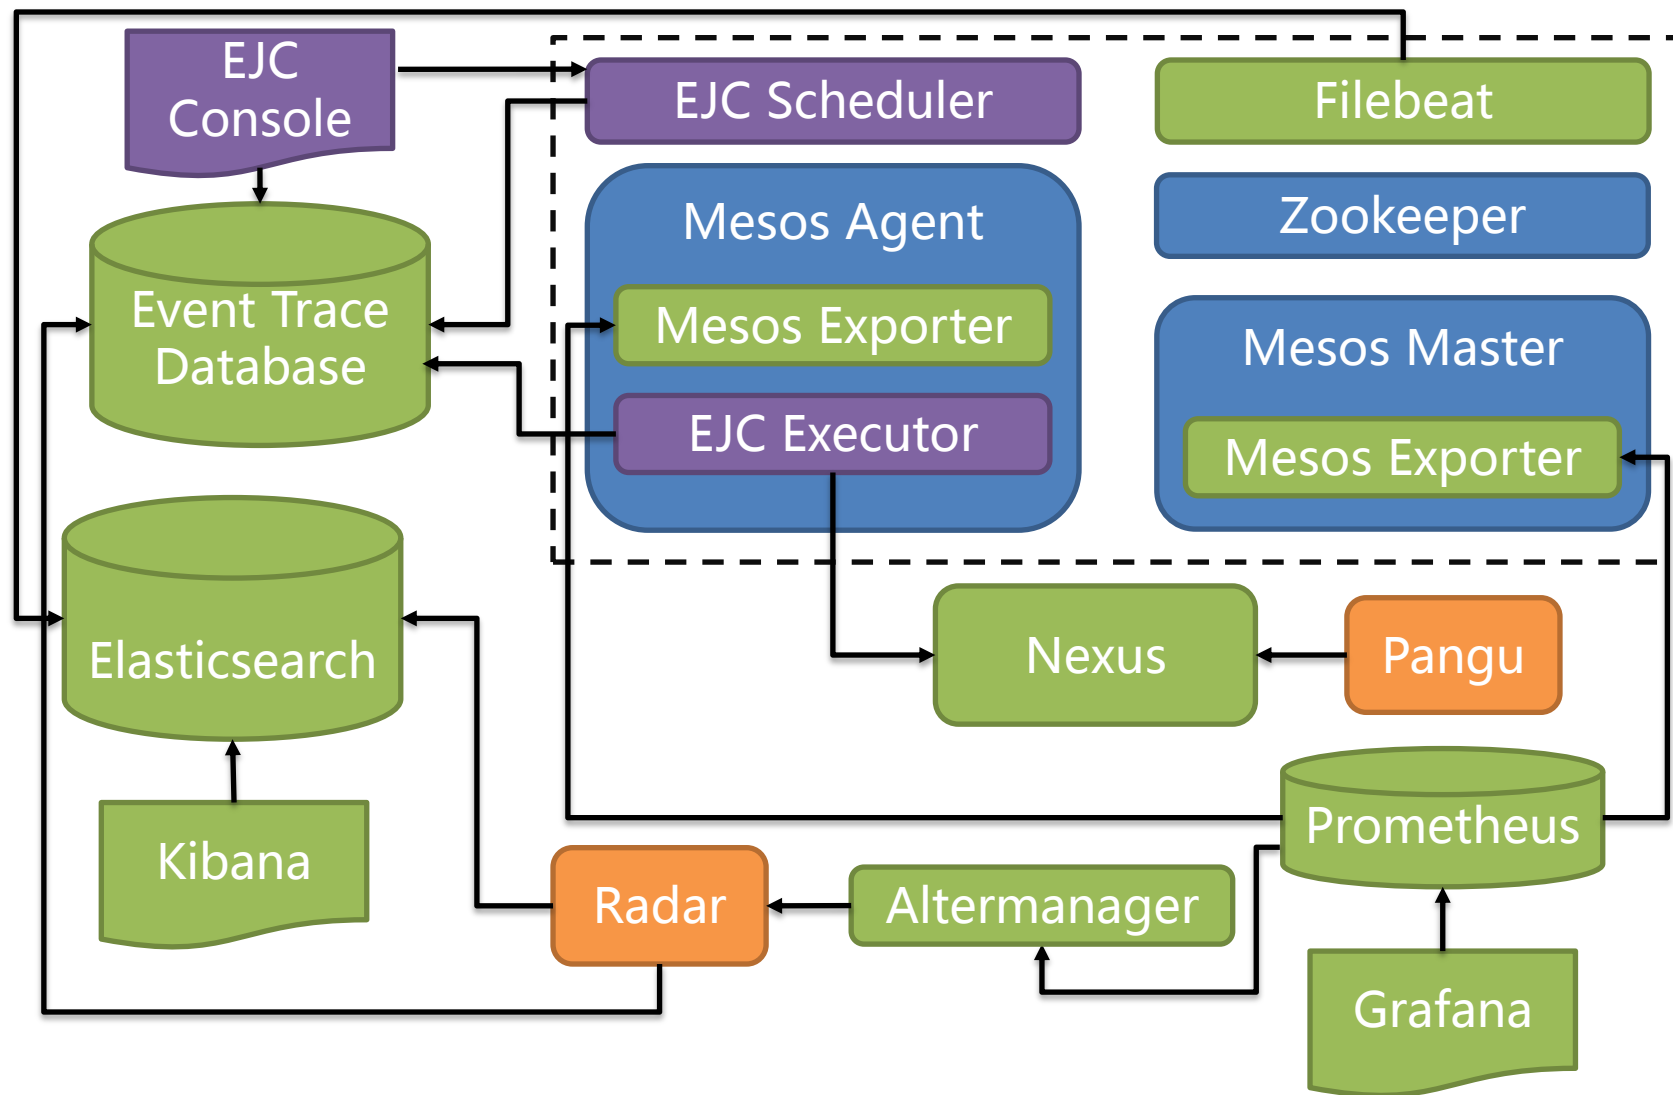 EJC
Console
EJC Scheduler
Filebeat
Mesos Agent
Zookeeper
Event Trace
Database
Mesos Exporter
Mesos Master
EJC Executor
Mesos Exporter
Elasticsearch
Nexus
Pangu
Kibana
Radar
Altermanager
Prometheus
Grafana